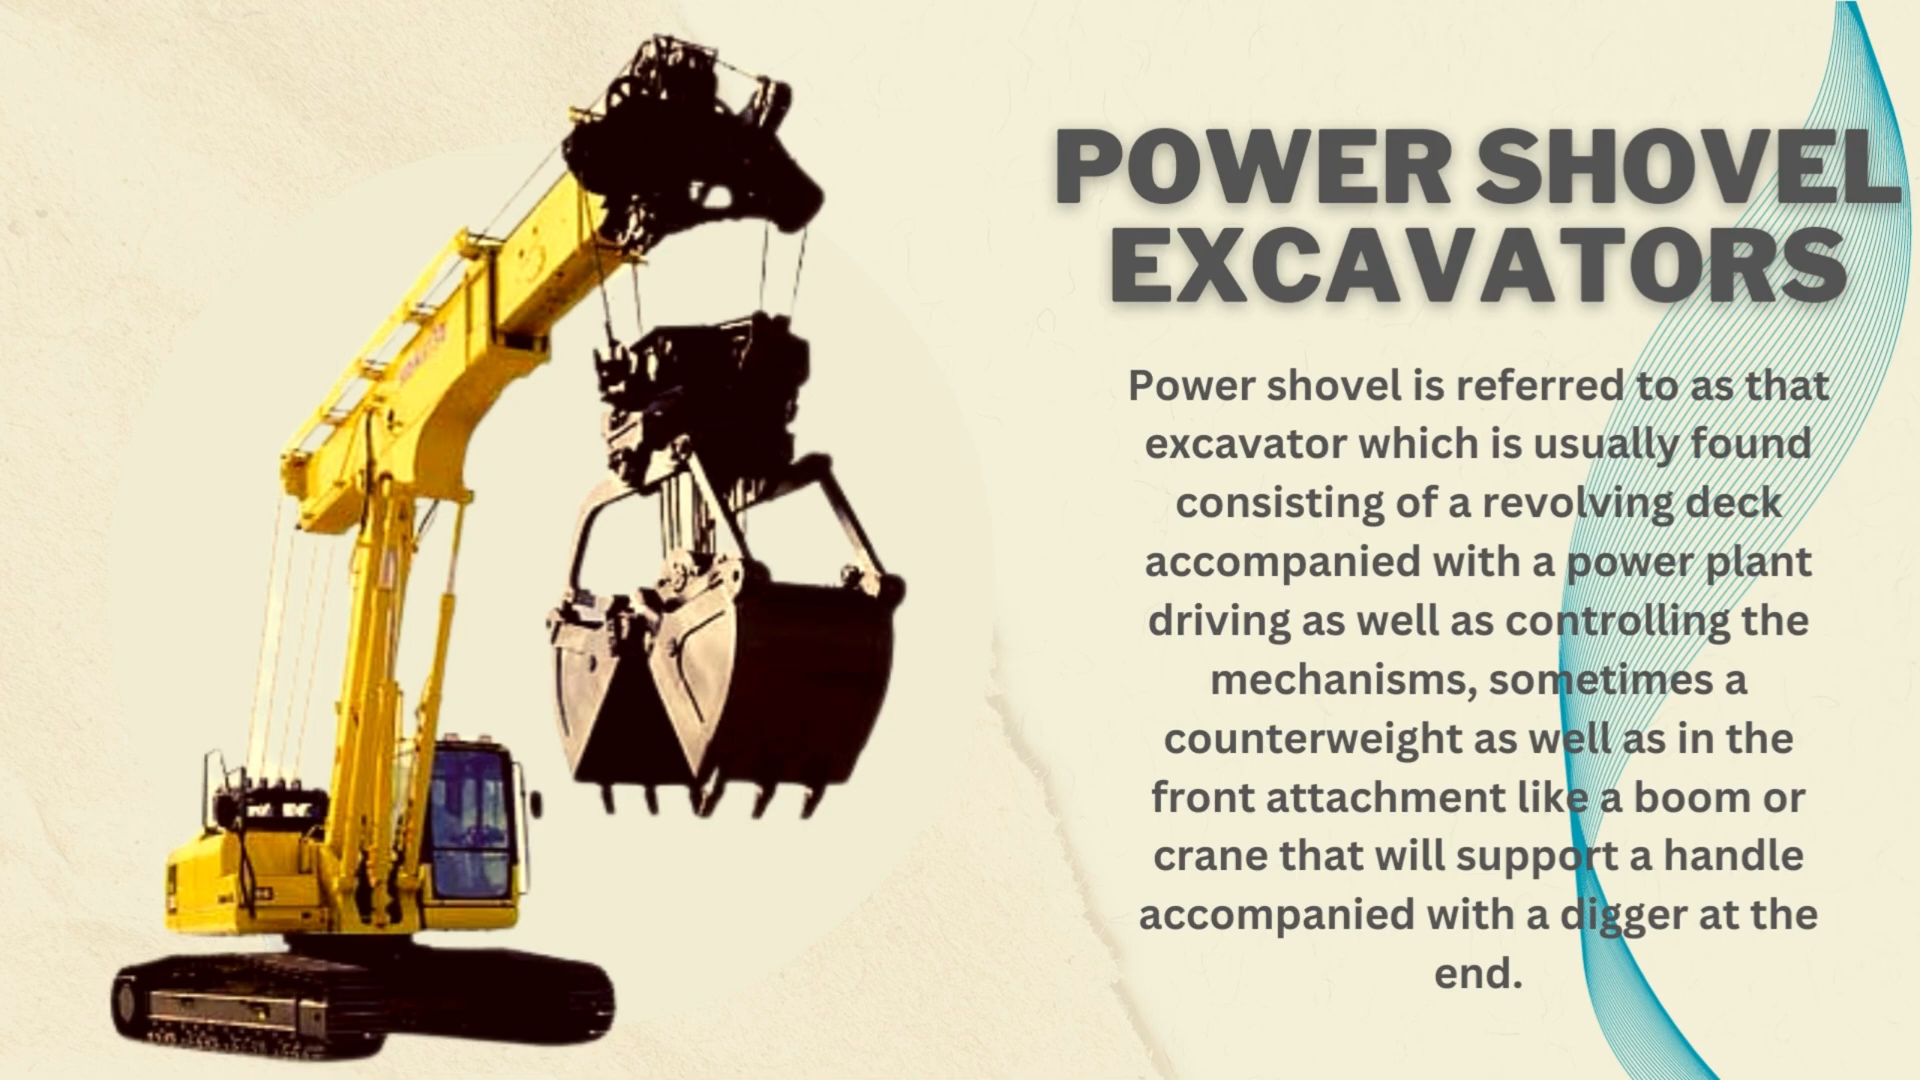 POWER SHOVEL
EXCAVATORS
Power shovel is referred to as that
excavator which is usually found
consisting of a revolving deck
accompanied with a power plant
driving as well as controlling the
mechanisms, sometimes a
counterweight as well as in the
front attachment like a boom or
crane that will support a handle
accompanied with a digger at the
end.